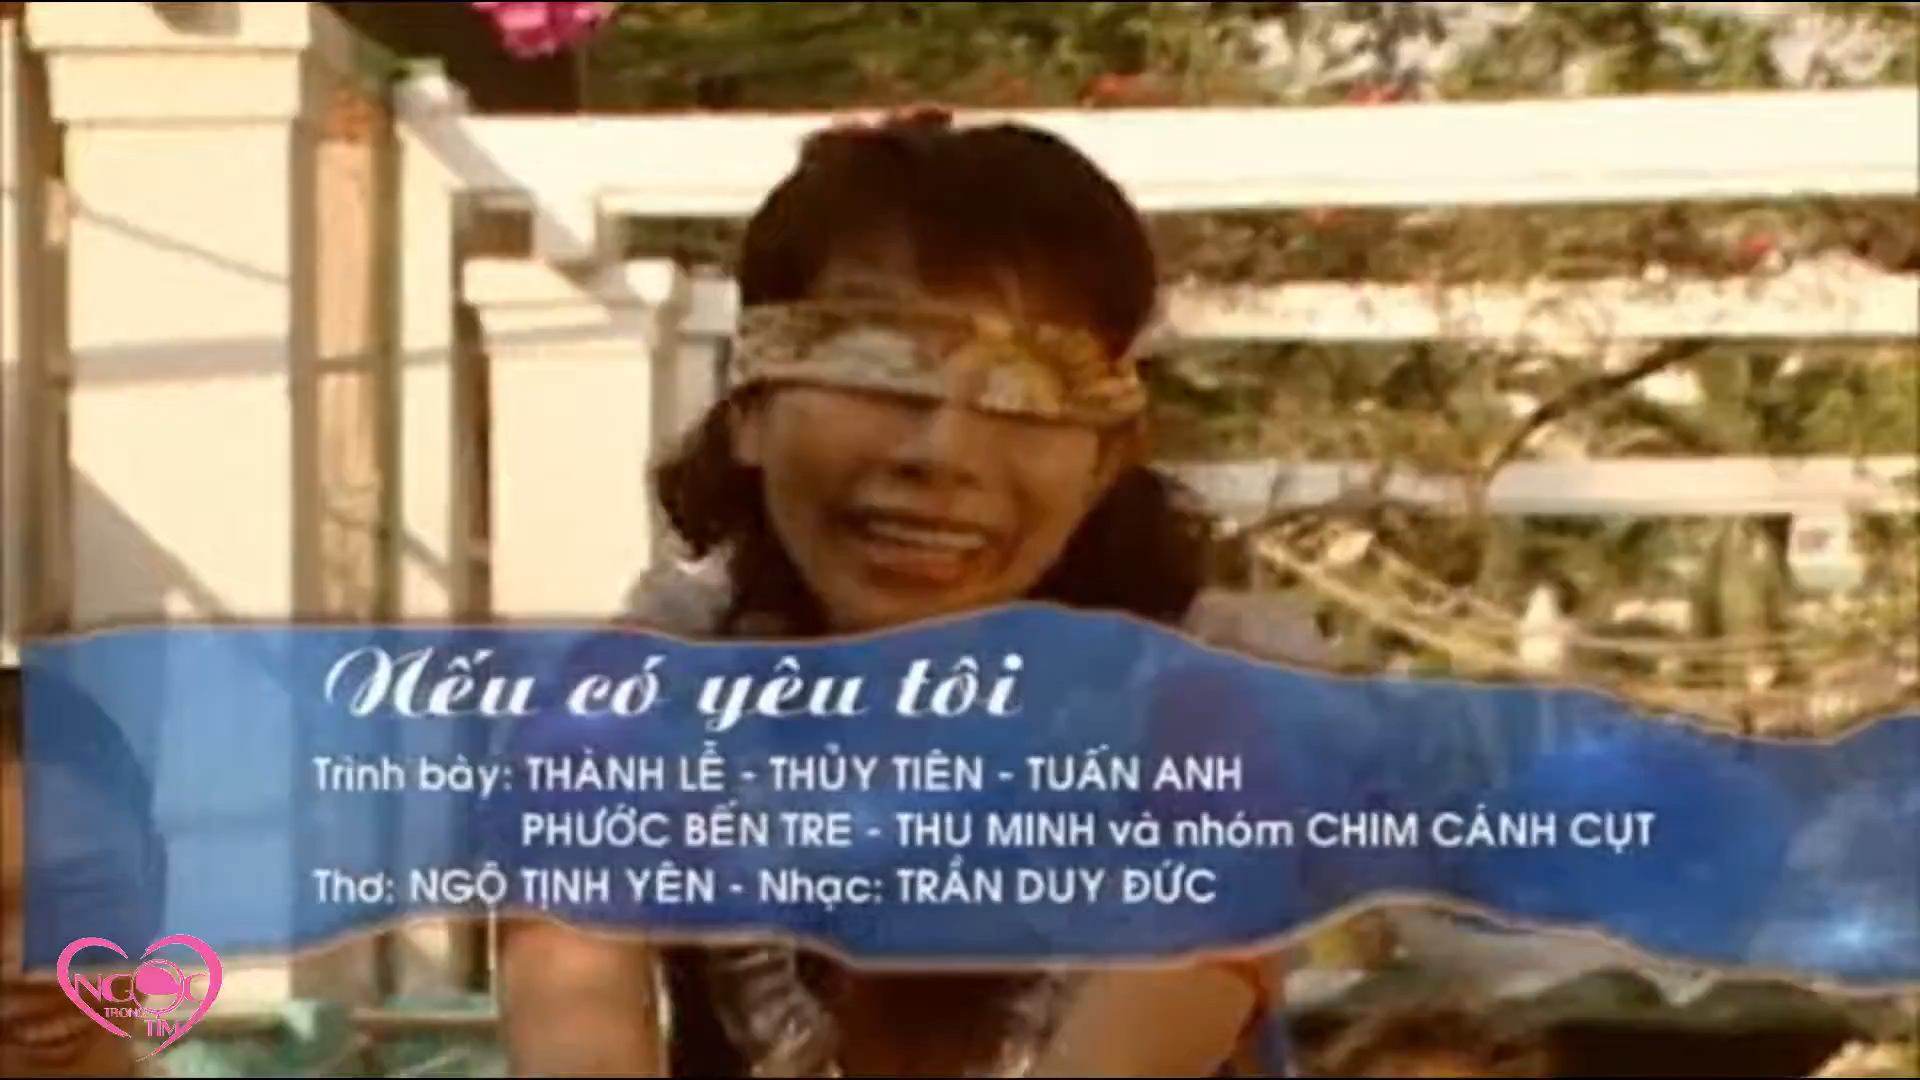 Nếu có yêu tôi
Trình bày: THÀNH LỄ - THỦY TIÊN - TUẤN ANH
PHƯỚC BẾN TRE - THU MINH và nhóm CHIM CÁNH CỤT
Thơ: NGÔ TỊNH YÊN - Nhạc: TRẦN DUY ĐỨC
NGỌC
TRONG
TIM